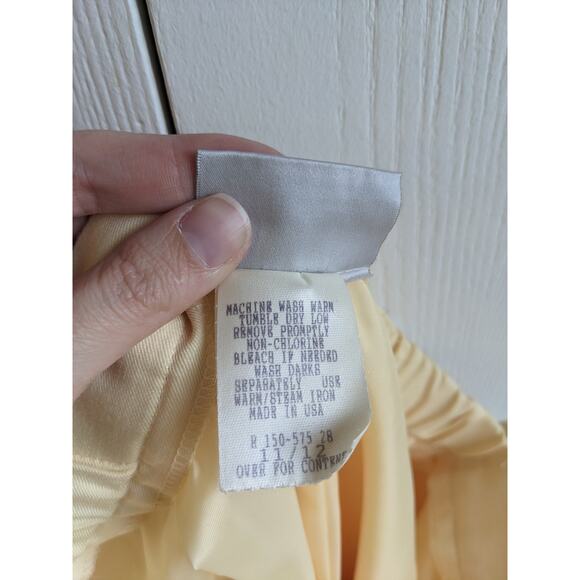 MACHINE WASH WARM
TUMBLE DRY LOW
REMOVE PROMPTLY
NON-CHLORINE
BLEACH IF NEEDED
WASH DARKS
SEPARATELY USE
WARM/STEAM IRON
MADE IN USA
R 150-575 28
11/12
OVER FOR CONTENT